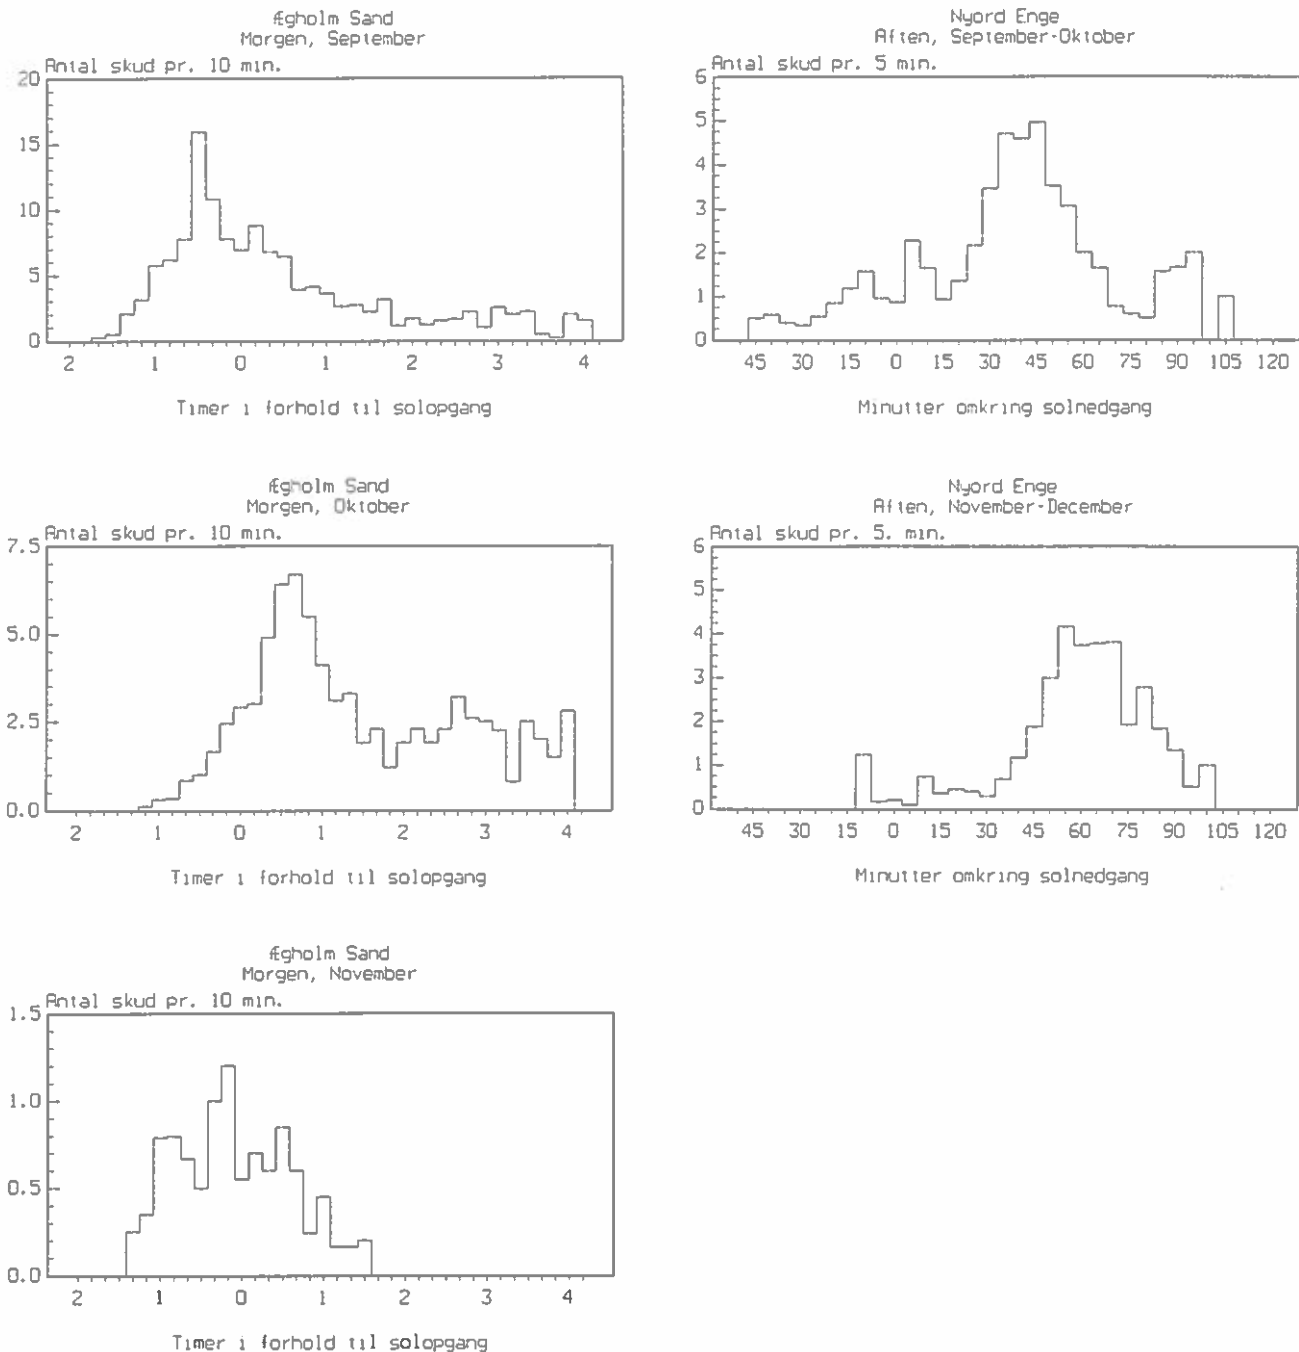 Ægholm Sand
Morgen, September
Antal skud pr. 10 min.
20
15
10
5
0
2 1 0 1 2 3 4
Timer i forhold til solopgang
Nyord Enge
Aften, September-Oktober
Antal skud pr. 5 min.
6
5
4
3
2
1
0
45 30 15 0 15 30 45 60 75 90 105 120
Minutter omkring solnedgang
Ægholm Sand
Morgen, Oktober
Antal skud pr. 10 min.
7.5
5.0
2.5
0.0
2 1 0 1 2 3 4
Timer i forhold til solopgang
Nyord Enge
Aften, November-December
Antal skud pr. 5. min.
6
5
4
3
2
1
0
45 30 15 0 15 30 45 60 75 90 105 120
Minutter omkring solnedgang
Ægholm Sand
Morgen, November
Antal skud pr. 10 min.
1.5
1.0
0.5
0.0
2 1 0 1 2 3 4
Timer i forhold til solopgang